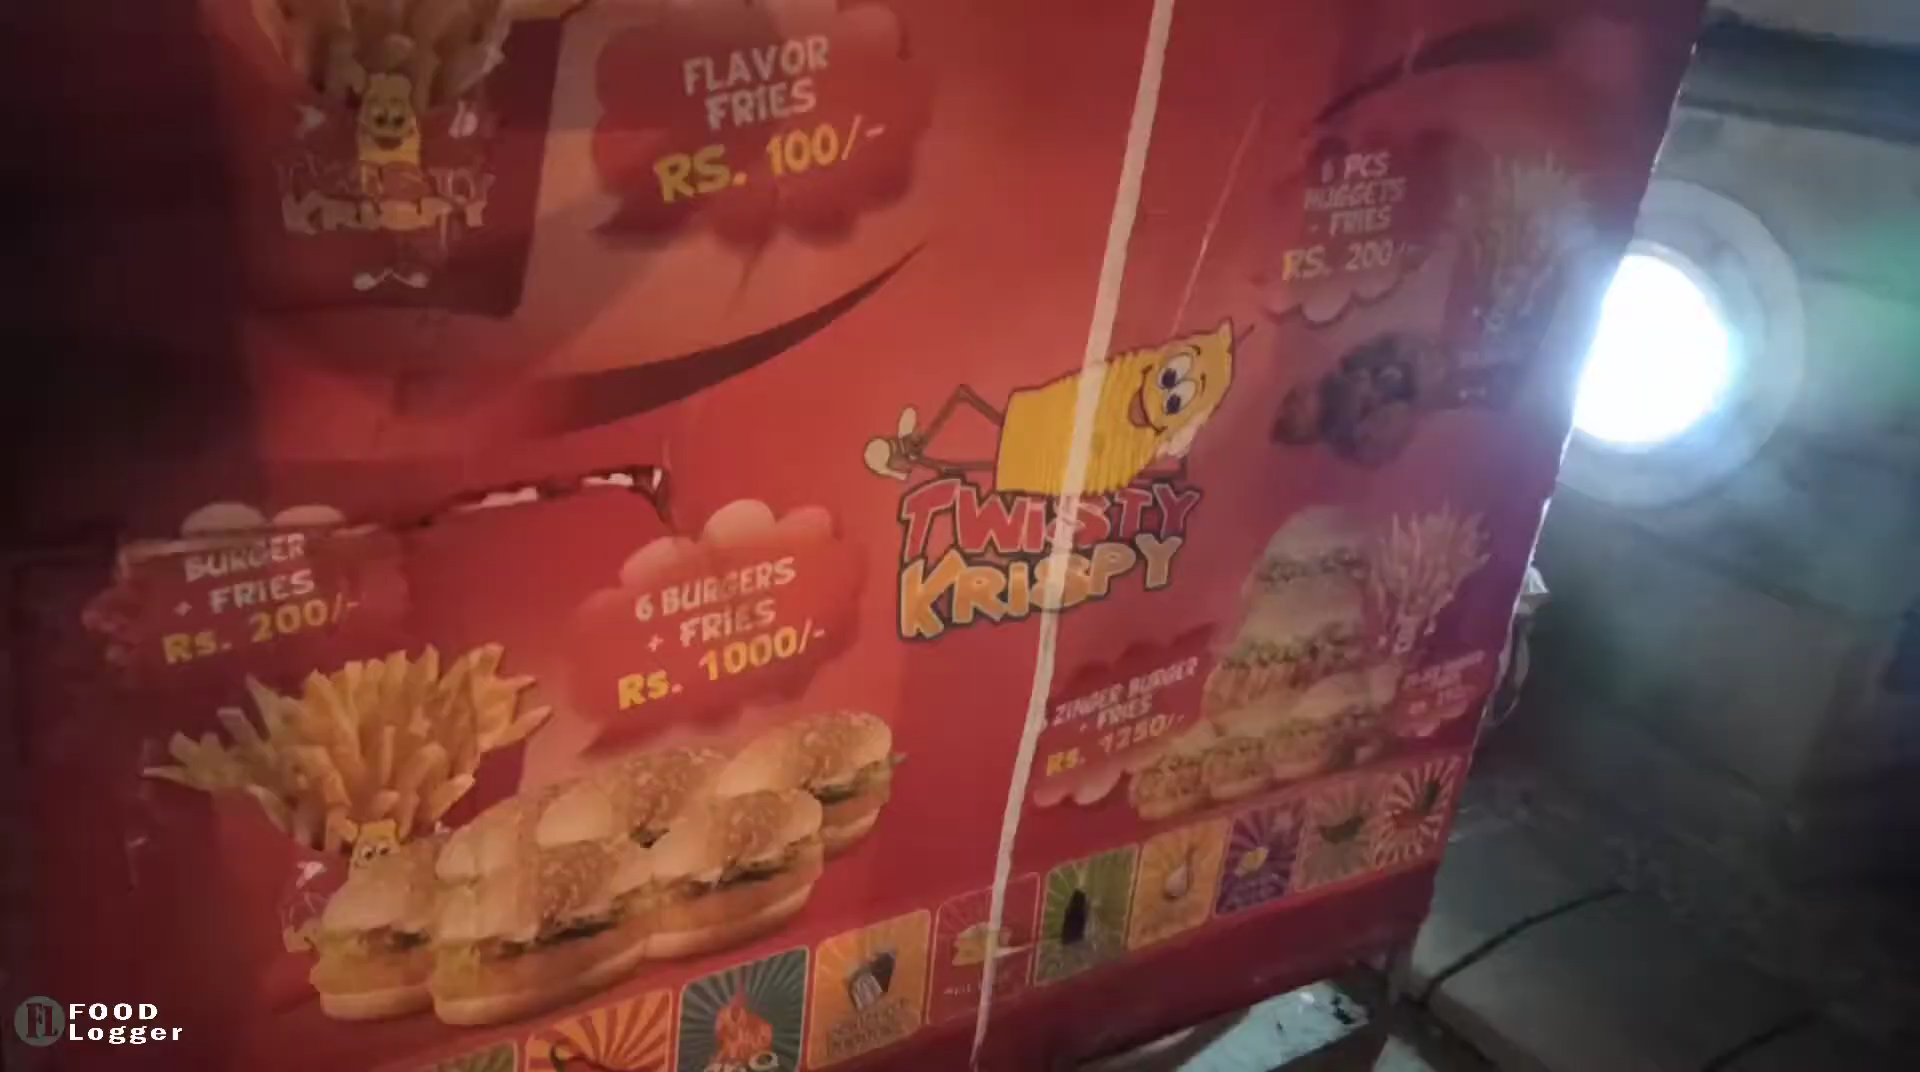 FLAVOR
FRIES
RS. 100/-
TWISTY
KRISPY
6 PCS
NUGGETS
- FRIES
RS. 200/-
TWISTY
KRISPY
BURGER
+ FRIES
Rs. 200/-
6 BURGERS
+ FRIES
Rs. 1000/-
ZINGER BURGER
- FRIES
Rs. 1250/-
FL
FOOD
Logger